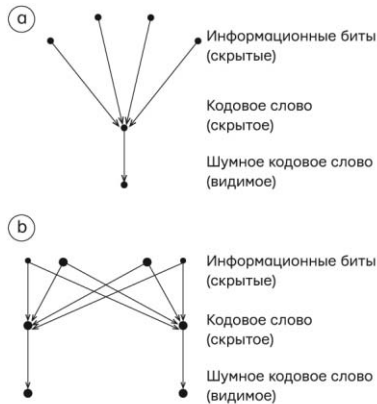 a
Информационные биты
(скрытые)
Кодовое слово
(скрытое)
Шумное кодовое слово
(видимое)
b
Информационные биты
(скрытые)
Кодовое слово
(скрытое)
Шумное кодовое слово
(видимое)